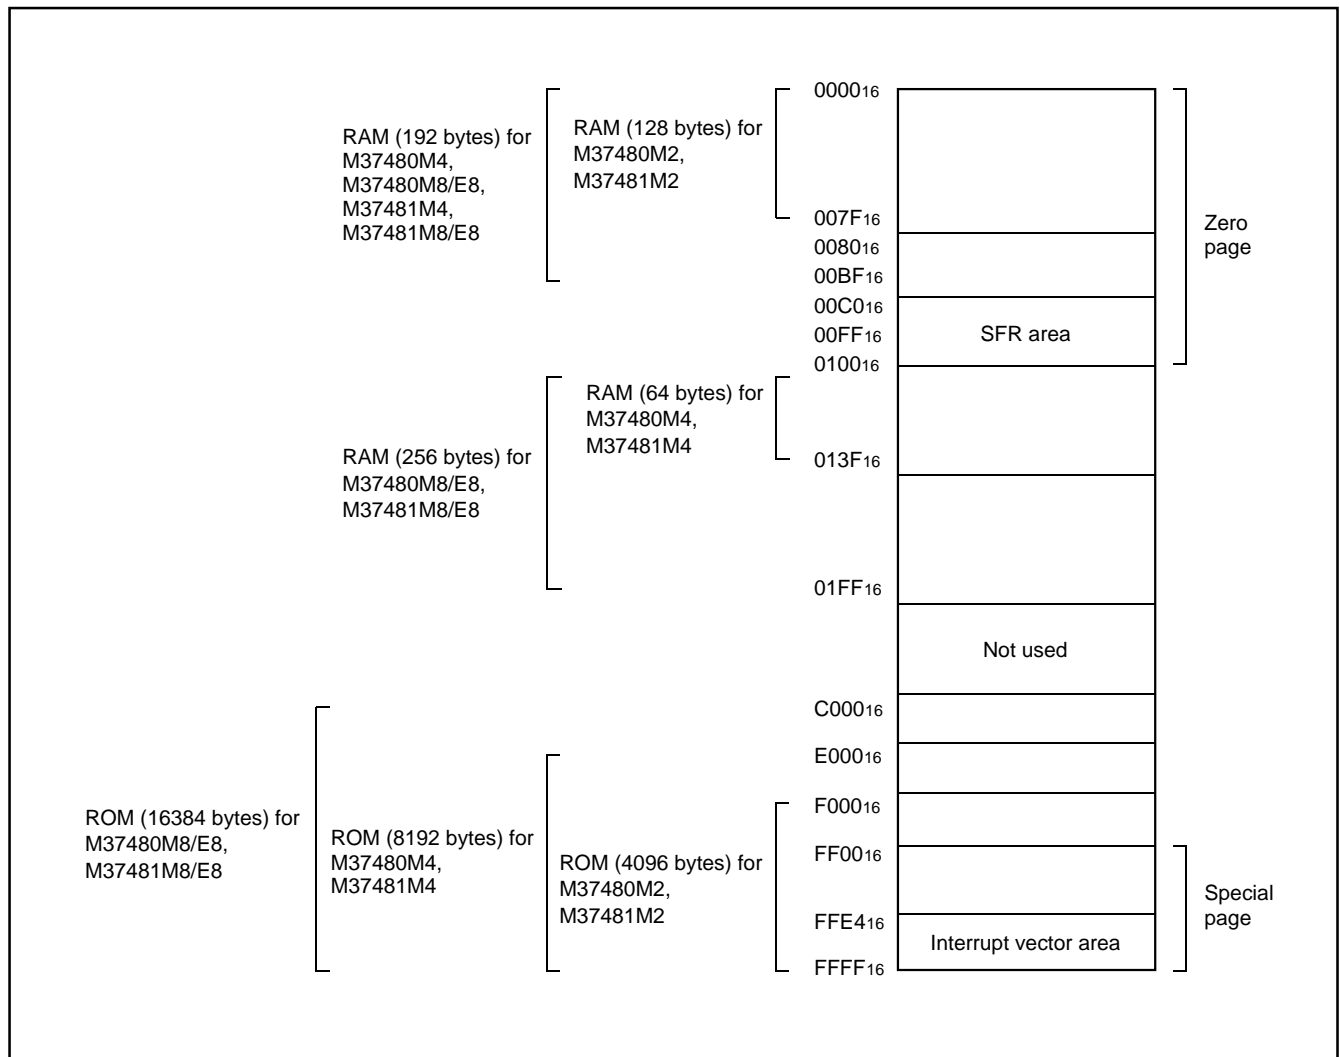 RAM (192 bytes) for
M37480M4,
M37480M8/E8,
M37481M4,
M37481M8/E8
RAM (128 bytes) for
M37480M2,
M37481M2
000016
007F16
008016
00BF16
00C016
00FF16
010016
SFR area
Zero
page
RAM (256 bytes) for
M37480M8/E8,
M37481M8/E8
RAM (64 bytes) for
M37480M4,
M37481M4
013F16
01FF16
Not used
C00016
E00016
F00016
FF0016
FFE416
FFFF16
ROM (16384 bytes) for
M37480M8/E8,
M37481M8/E8
ROM (8192 bytes) for
M37480M4,
M37481M4
ROM (4096 bytes) for
M37480M2,
M37481M2
Interrupt vector area
Special
page